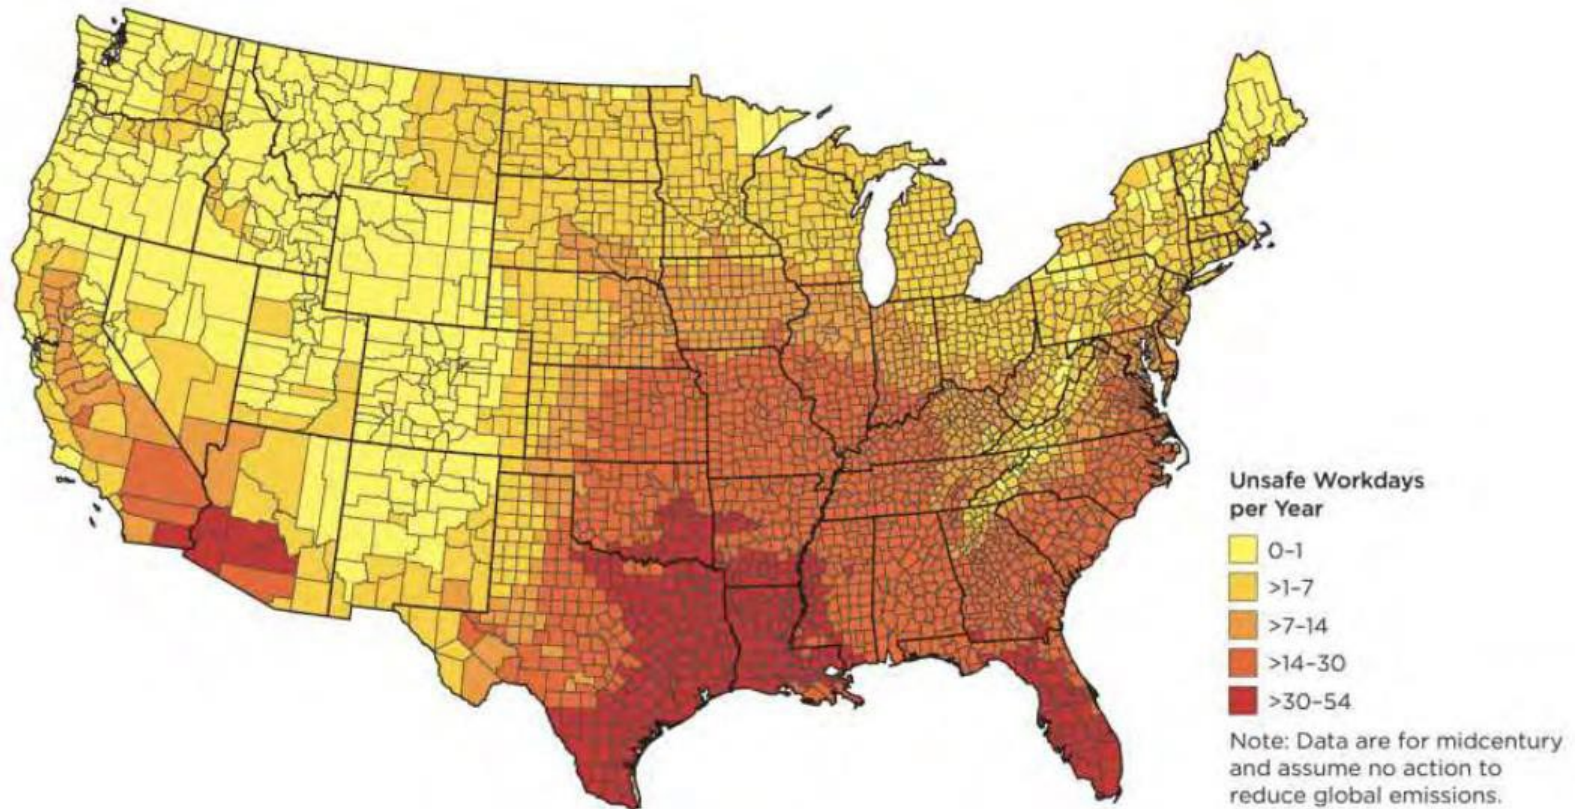 Unsafe Workdays
per Year
0–1
>1–7
>7–14
>14–30
>30–54
Note: Data are for midcentury
and assume no action to
reduce global emissions.